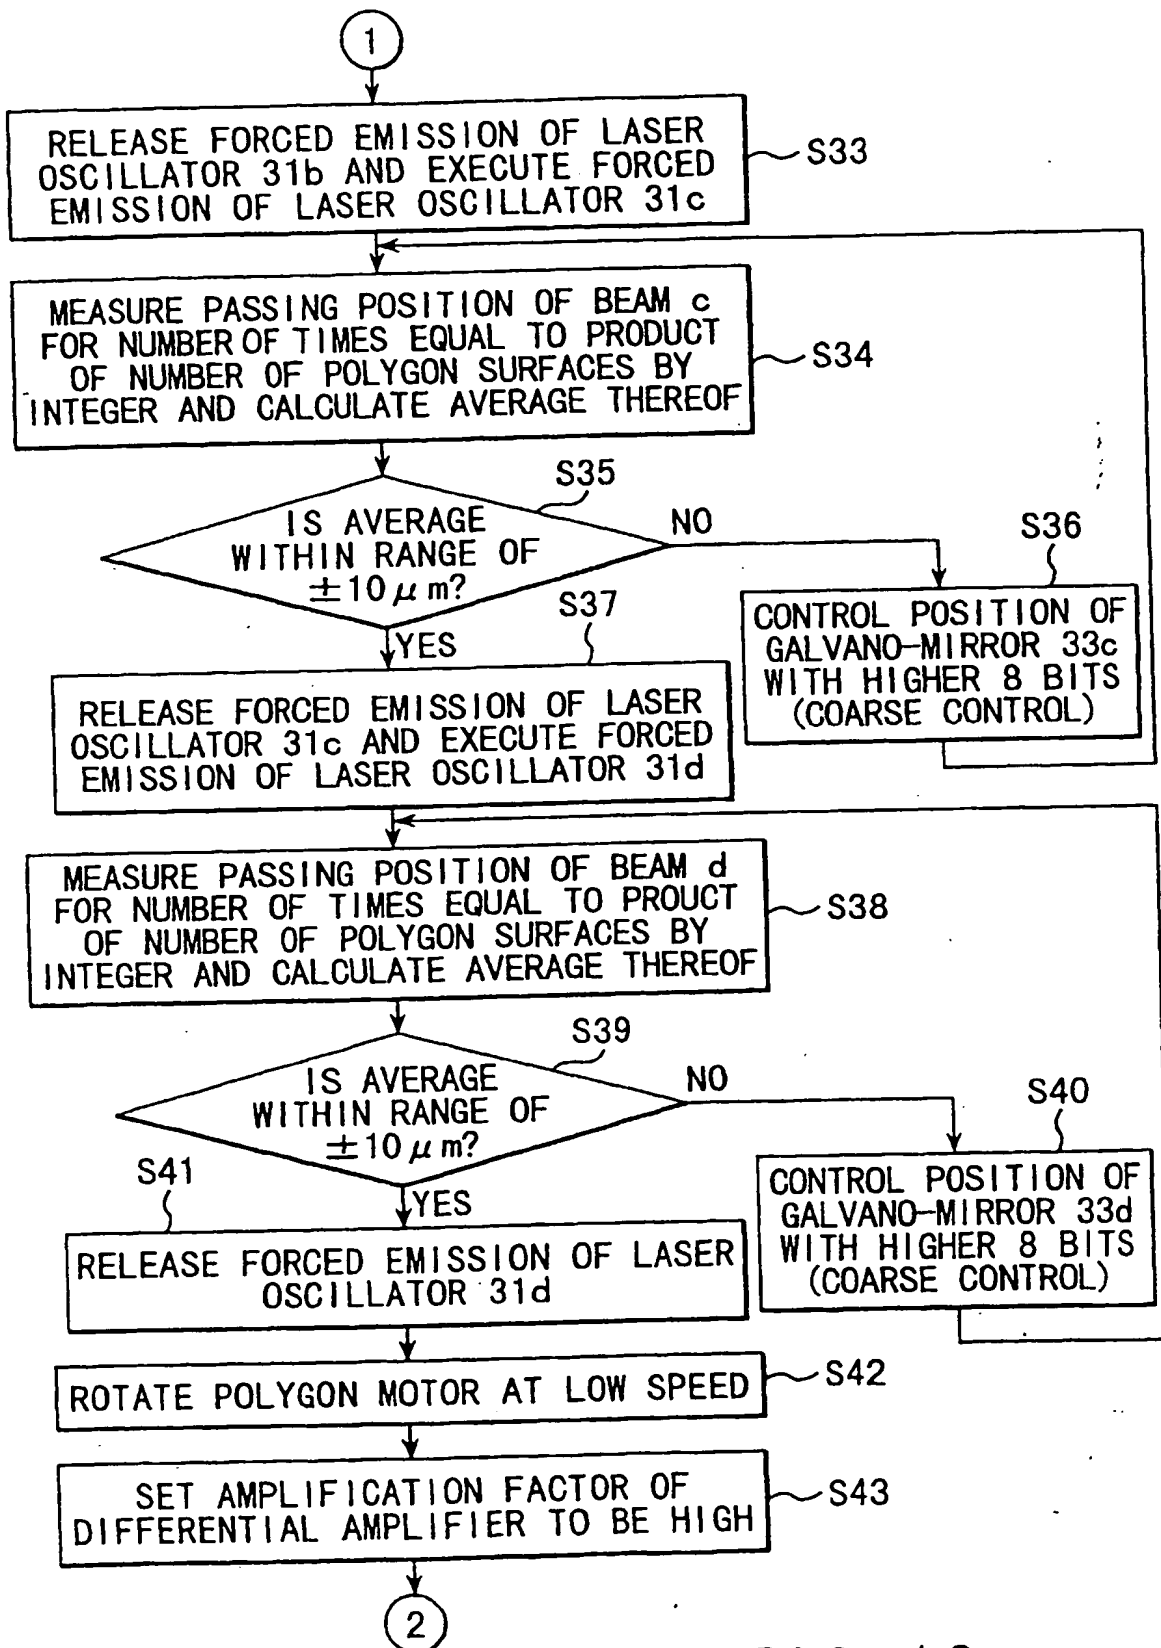 1
RELEASE FORCED EMISSION OF LASER
OSCILLATOR 31b AND EXECUTE FORCED
EMISSION OF LASER OSCILLATOR 31c
S33
MEASURE PASSING POSITION OF BEAM c
FOR NUMBER OF TIMES EQUAL TO PRODUCT
OF NUMBER OF POLYGON SURFACES BY
INTEGER AND CALCULATE AVERAGE THEREOF
S34
S35
IS AVERAGE
WITHIN RANGE OF
±10 μm?
NO
S36
CONTROL POSITION OF
GALVANO-MIRROR 33c
WITH HIGHER 8 BITS
(COARSE CONTROL)
YES
S37
RELEASE FORCED EMISSION OF LASER
OSCILLATOR 31c AND EXECUTE FORCED
EMISSION OF LASER OSCILLATOR 31d
MEASURE PASSING POSITION OF BEAM d
FOR NUMBER OF TIMES EQUAL TO PROUCT
OF NUMBER OF POLYGON SURFACES BY
INTEGER AND CALCULATE AVERAGE THEREOF
S38
S39
IS AVERAGE
WITHIN RANGE OF
±10 μm?
NO
S40
CONTROL POSITION OF
GALVANO-MIRROR 33d
WITH HIGHER 8 BITS
(COARSE CONTROL)
YES
S41
RELEASE FORCED EMISSION OF LASER
OSCILLATOR 31d
ROTATE POLYGON MOTOR AT LOW SPEED
S42
SET AMPLIFICATION FACTOR OF
DIFFERENTIAL AMPLIFIER TO BE HIGH
S43
2